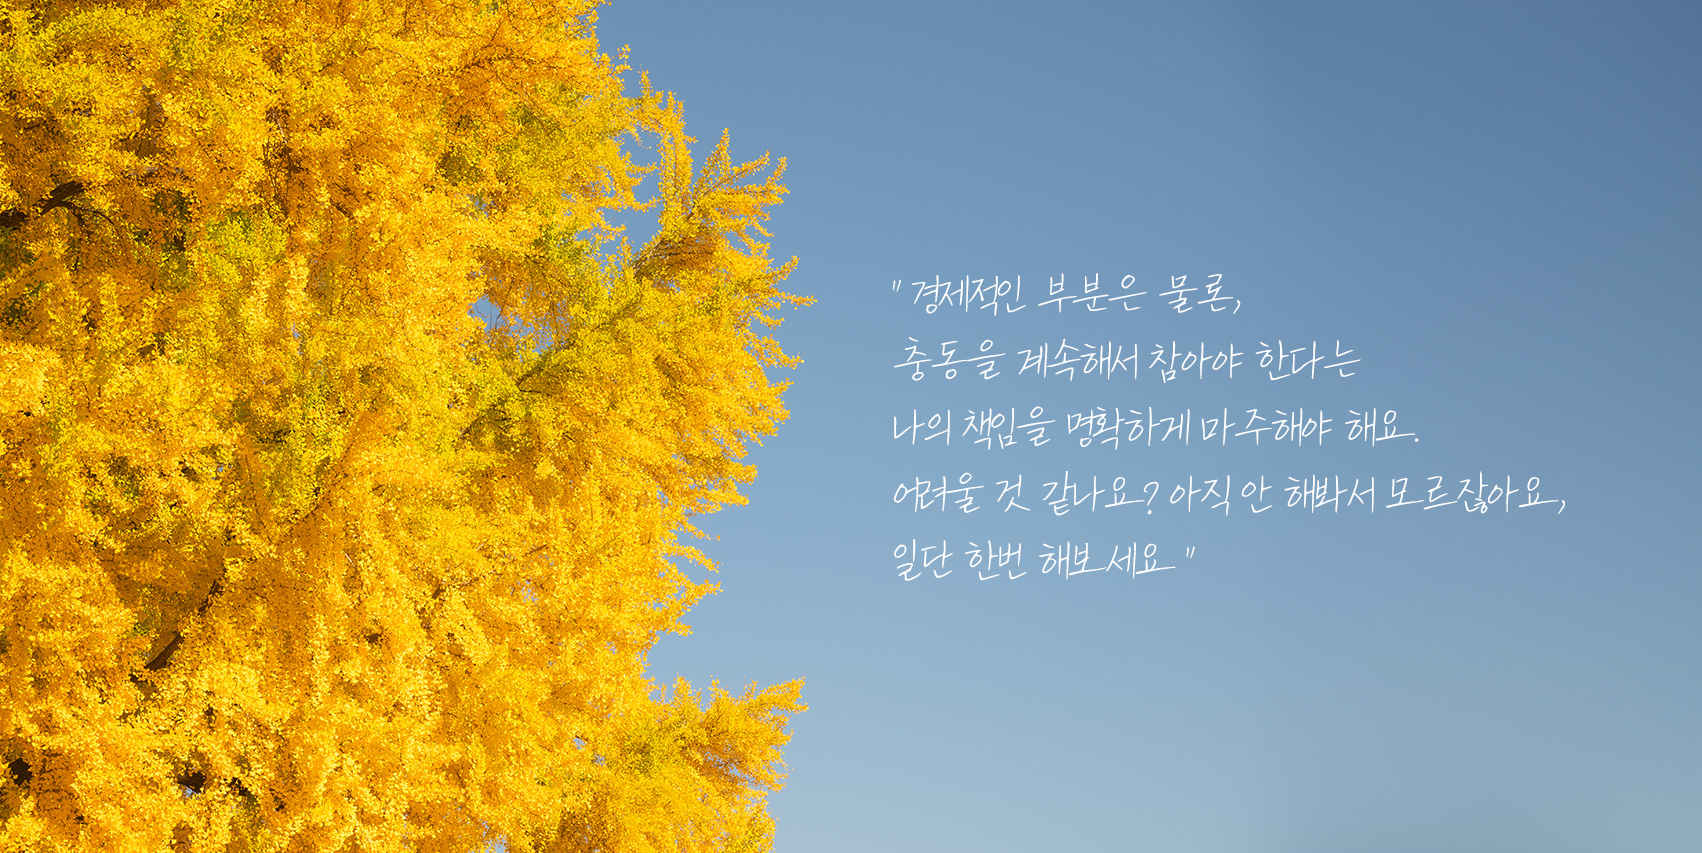 "경제적인 부분은 물론,
충동을 계속해서 참아야 한다는
나의 책임을 명확하게 마주해야 해요.
어려울 것 같나요? 아직 안 해봐서 모르잖아요,
일단 한번 해보세요"